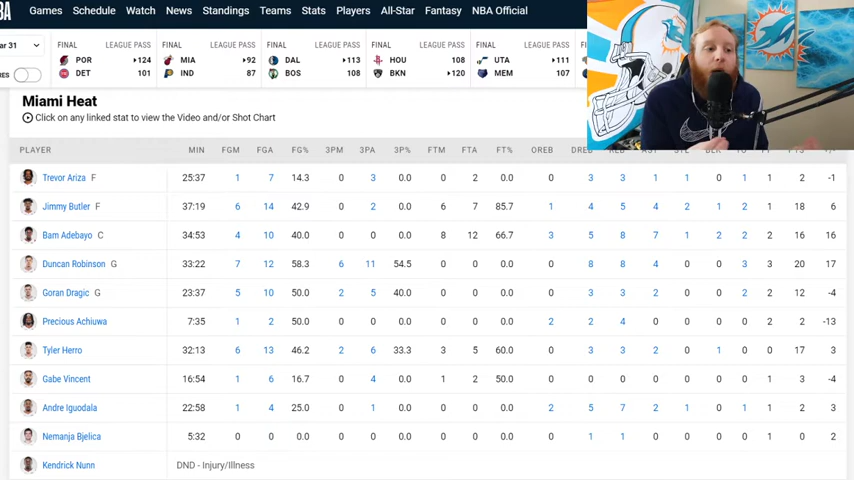 BA Games Schedule Watch News Standings Teams Stats Players All-Star Fantasy NBA Official
ar 31
RES
FINAL LEAGUE PASS
POR 124
DET 101
FINAL LEAGUE PASS
MIA 92
IND 87
FINAL LEAGUE PASS
DAL 113
BOS 108
FINAL LEAGUE PASS
HOU 108
BKN 120
FINAL LEAGUE PASS
UTA 111
MEM 107
Miami Heat
Click on any linked stat to view the Video and/or Shot Chart
PLAYER MIN FGM FGA FG% 3PM 3PA 3P% FTM FTA FT% OREB DREB REB AST STL BLK TO PF PTS +/-
Trevor Ariza F 25:37 1 7 14.3 0 3 0.0 0 2 0.0 0 3 3 1 1 0 1 1 2 -1
Jimmy Butler F 37:19 6 14 42.9 0 2 0.0 6 7 85.7 1 4 5 4 2 1 2 1 18 6
Bam Adebayo C 34:53 4 10 40.0 0 0 0.0 8 12 66.7 3 5 8 7 1 2 2 2 16 16
Duncan Robinson G 33:22 7 12 58.3 6 11 54.5 0 0 0.0 0 8 8 4 0 0 3 3 20 17
Goran Dragic G 23:37 5 10 50.0 2 5 40.0 0 0 0.0 0 3 3 2 0 0 2 2 12 -4
Precious Achiuwa 7:35 1 2 50.0 0 0 0.0 0 0 0.0 2 2 4 0 0 0 0 2 2 -13
Tyler Herro 32:13 6 13 46.2 2 6 33.3 3 5 60.0 0 3 3 2 0 1 0 0 17 3
Gabe Vincent 16:54 1 6 16.7 0 4 0.0 1 2 50.0 0 0 0 0 0 0 0 1 3 -4
Andre Iguodala 22:58 1 4 25.0 0 1 0.0 0 0 0.0 2 5 7 2 1 0 1 1 2 3
Nemanja Bjelica 5:32 0 0 0.0 0 0 0.0 0 0 0.0 0 1 1 0 0 0 0 1 0 2
Kendrick Nunn DND - Injury/Illness